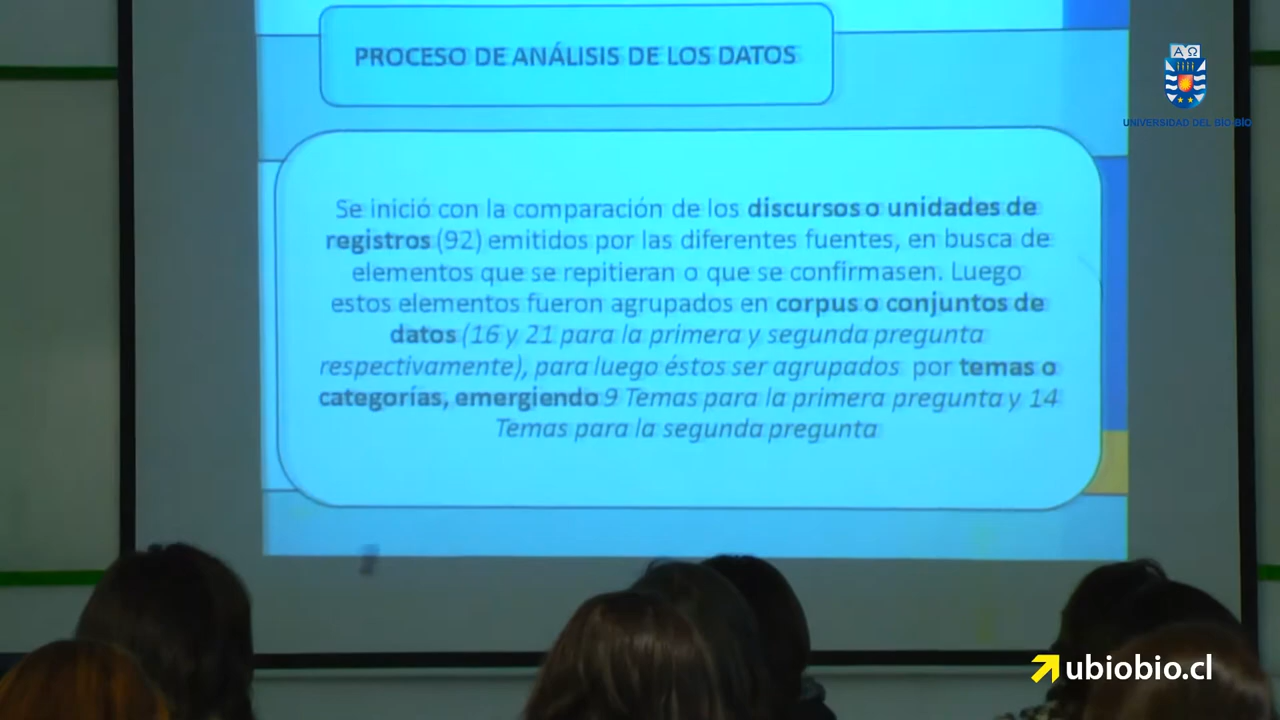 PROCESO DE ANÁLISIS DE LOS DATOS
Se inició con la comparación de los discursos o unidades de
registros (92) emitidos por las diferentes fuentes, en busca de
elementos que se repitieran o que se confirmasen. Luego
estos elementos fueron agrupados en corpus o conjuntos de
datos (16 y 21 para la primera y segunda pregunta
respectivamente), para luego éstos ser agrupados por temas o
categorías, emergiendo 9 Temas para la primera pregunta y 14
Temas para la segunda pregunta
ΑΩ
UNIVERSIDAD DEL BÍO-BÍO
ubiobio.cl